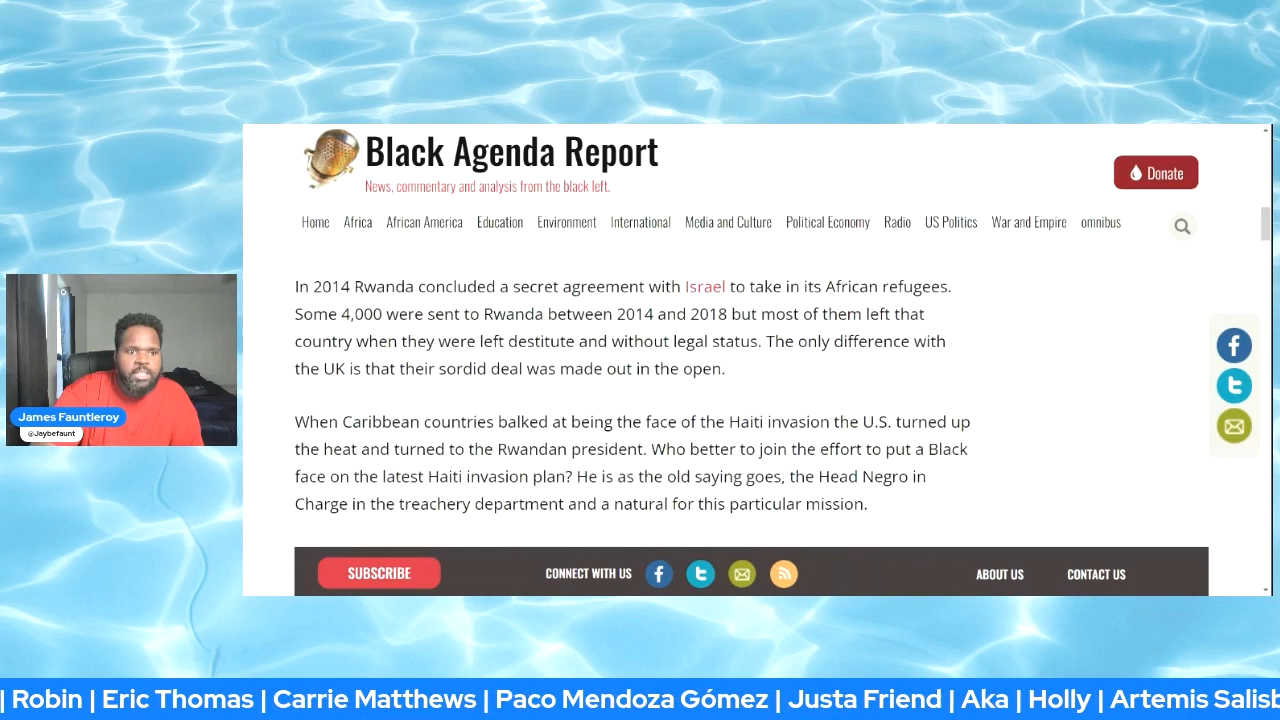 Black Agenda Report
News, commentary and analysis from the black left.
Donate
Home Africa African America Education Environment International Media and Culture Political Economy Radio US Politics War and Empire omnibus
In 2014 Rwanda concluded a secret agreement with Israel to take in its African refugees.
Some 4,000 were sent to Rwanda between 2014 and 2018 but most of them left that
country when they were left destitute and without legal status. The only difference with
the UK is that their sordid deal was made out in the open.
When Caribbean countries balked at being the face of the Haiti invasion the U.S. turned up
the heat and turned to the Rwandan president. Who better to join the effort to put a Black
face on the latest Haiti invasion plan? He is as the old saying goes, the Head Negro in
Charge in the treachery department and a natural for this particular mission.
SUBSCRIBE CONNECT WITH US ABOUT US CONTACT US
James Fauntleroy
@Jaybefaunt
| Robin | Eric Thomas | Carrie Matthews | Paco Mendoza Gómez | Justa Friend | Aka | Holly | Artemis Salisb